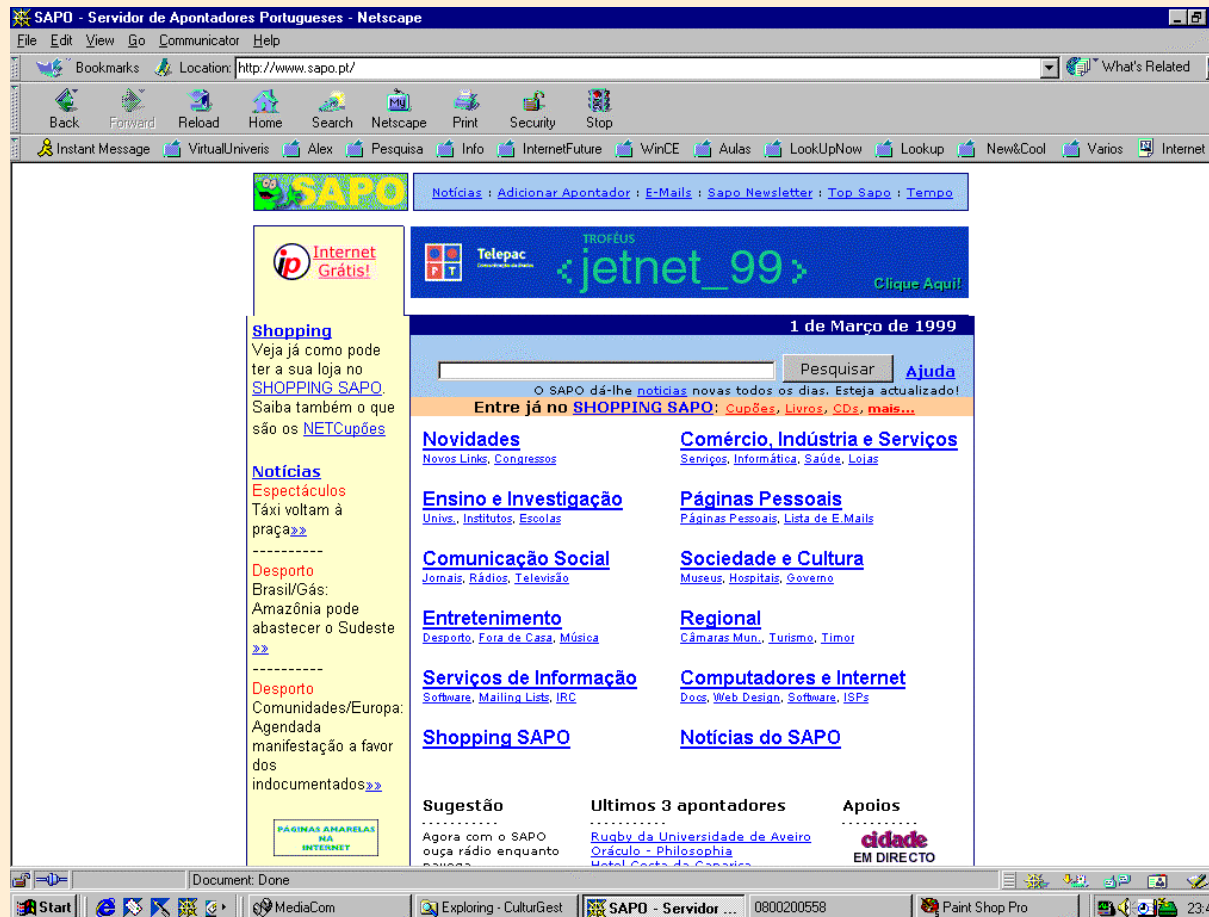 SAPO - Servidor de Apontadores Portugueses - Netscape
File Edit View Go Communicator Help
Bookmarks Location: http://www.sapo.pt/ What's Related
Back Forward Reload Home Search Netscape Print Security Stop
My
Instant Message VirtualUniveris Alex Pesquisa Info InternetFuture WinCE Aulas LookUpNow Lookup New&Cool Varios Internet
SAPO
Notícias : Adicionar Apontador : E-Mails : Sapo Newsletter : Top Sapo : Tempo
ip Internet
Grátis!
PT Telepac
TROFÉUS
<jetnet_99>
Clique Aqui!
Shopping
Veja já como pode
ter a sua loja no
SHOPPING SAPO.
Saiba também o que
são os NETCupões
Notícias
Espectáculos
Táxi voltam à
praça»»
----------
Desporto
Brasil/Gás:
Amazônia pode
abastecer o Sudeste
»»
----------
Desporto
Comunidades/Europa:
Agendada
manifestação a favor
dos
indocumentados»»
PÁGINAS AMARELAS
NA
INTERNET
1 de Março de 1999
Pesquisar Ajuda
O SAPO dá-lhe noticias novas todos os dias. Esteja actualizado!
Entre já no SHOPPING SAPO: Cupões, Livros, CDs, mais...
Novidades
Novos Links, Congressos
Comércio, Indústria e Serviços
Serviços, Informática, Saúde, Lojas
Ensino e Investigação
Univs., Institutos, Escolas
Páginas Pessoais
Páginas Pessoais, Lista de E.Mails
Comunicação Social
Jornais, Rádios, Televisão
Sociedade e Cultura
Museus, Hospitais, Governo
Entretenimento
Desporto, Fora de Casa, Música
Regional
Câmaras Mun., Turismo, Timor
Serviços de Informação
Software, Mailing Lists, IRC
Computadores e Internet
Docs, Web Design, Software, ISPs
Shopping SAPO
Notícias do SAPO
Sugestão
----------
Agora com o SAPO
ouça rádio enquanto
navega
Ultimos 3 apontadores
----------
Rugby da Universidade de Aveiro
Oráculo - Philosophia
Hotel Costa da Caparica
Apoios
----------
cidade
EM DIRECTO
Document: Done
Start MediaCom Exploring - CulturGest SAPO - Servidor ... 0800200558 Paint Shop Pro 23:4